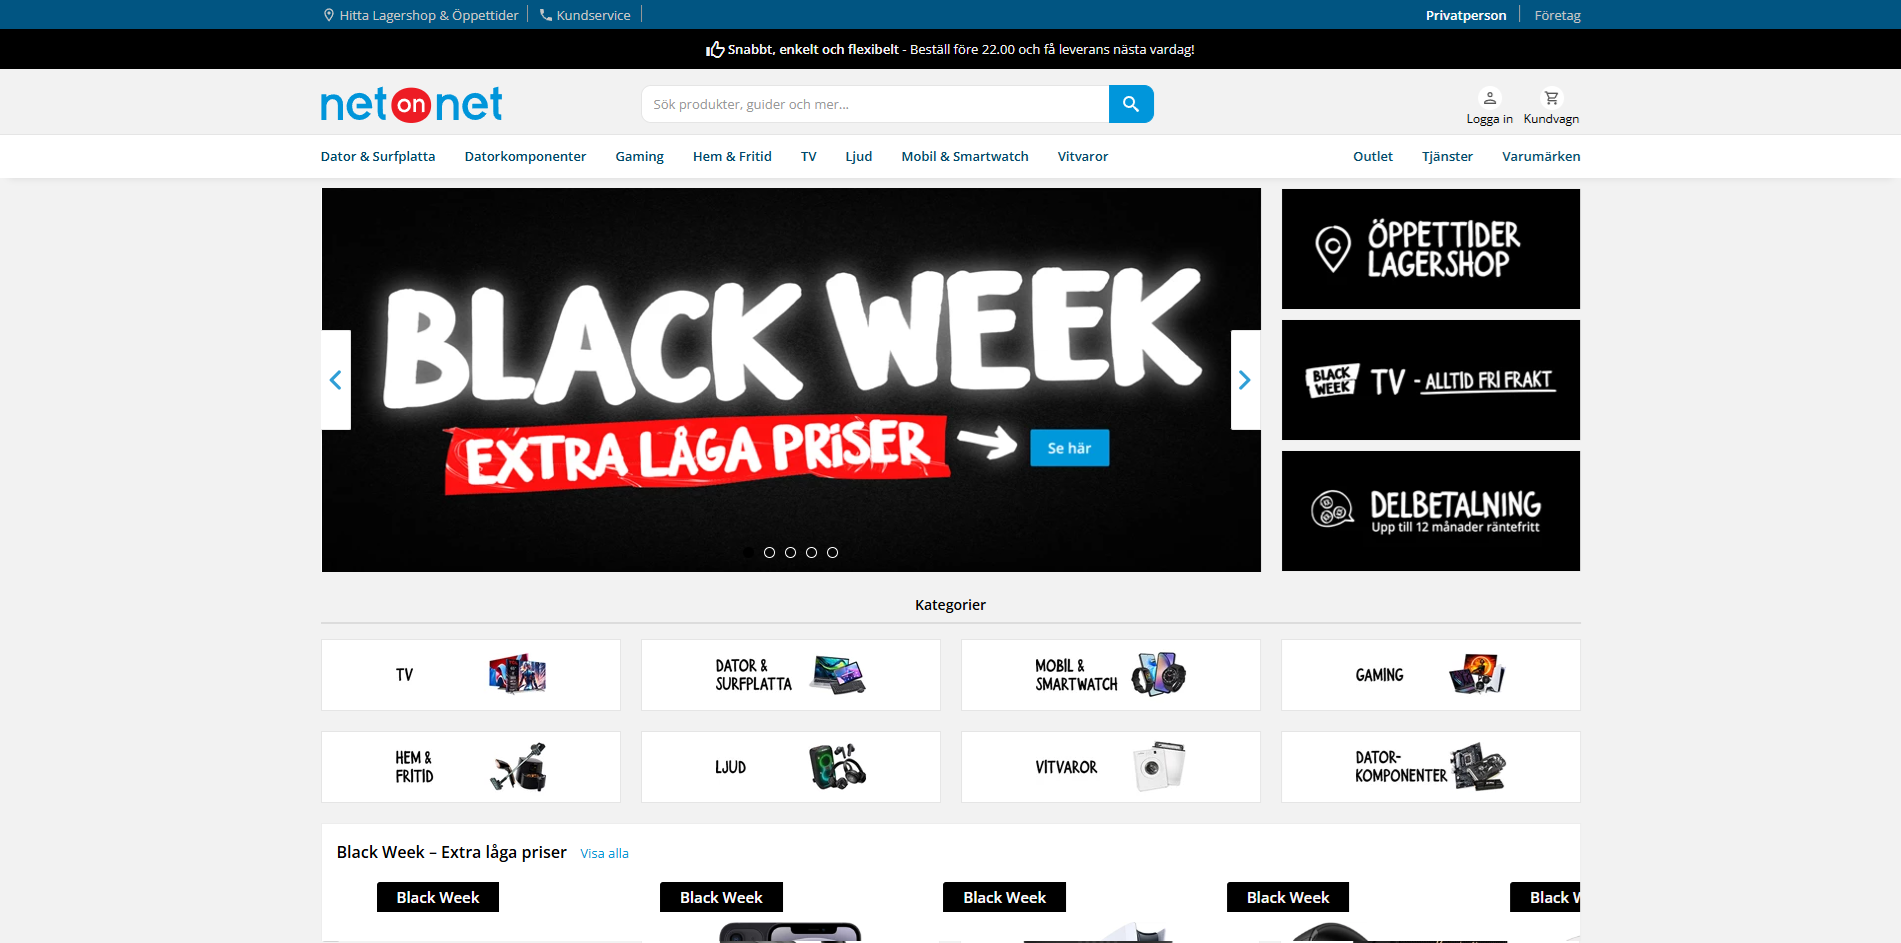 Hitta Lagershop & Öppettider
Kundservice
Privatperson
Företag
Snabbt, enkelt och flexibelt - Beställ före 22.00 och få leverans nästa vardag!
net on net
Sök produkter, guider och mer...
Logga in
Kundvagn
Dator & Surfplatta
Datorkomponenter
Gaming
Hem & Fritid
TV
Ljud
Mobil & Smartwatch
Vitvaror
Outlet
Tjänster
Varumärken
BLACK WEEK
EXTRA LÅGA PRISER
Se här
ÖPPETTIDER
LAGERSHOP
BLACK
WEEK
TV - ALLTID FRI FRAKT
DELBETALNING
Upp till 12 månader räntefritt
Kategorier
TV
DATOR &
SURFPLATTA
MOBIL &
SMARTWATCH
GAMING
HEM &
FRITID
LJUD
VITVAROR
DATOR-
KOMPONENTER
Black Week – Extra låga priser
Visa alla
Black Week
Black Week
Black Week
Black Week
Black W